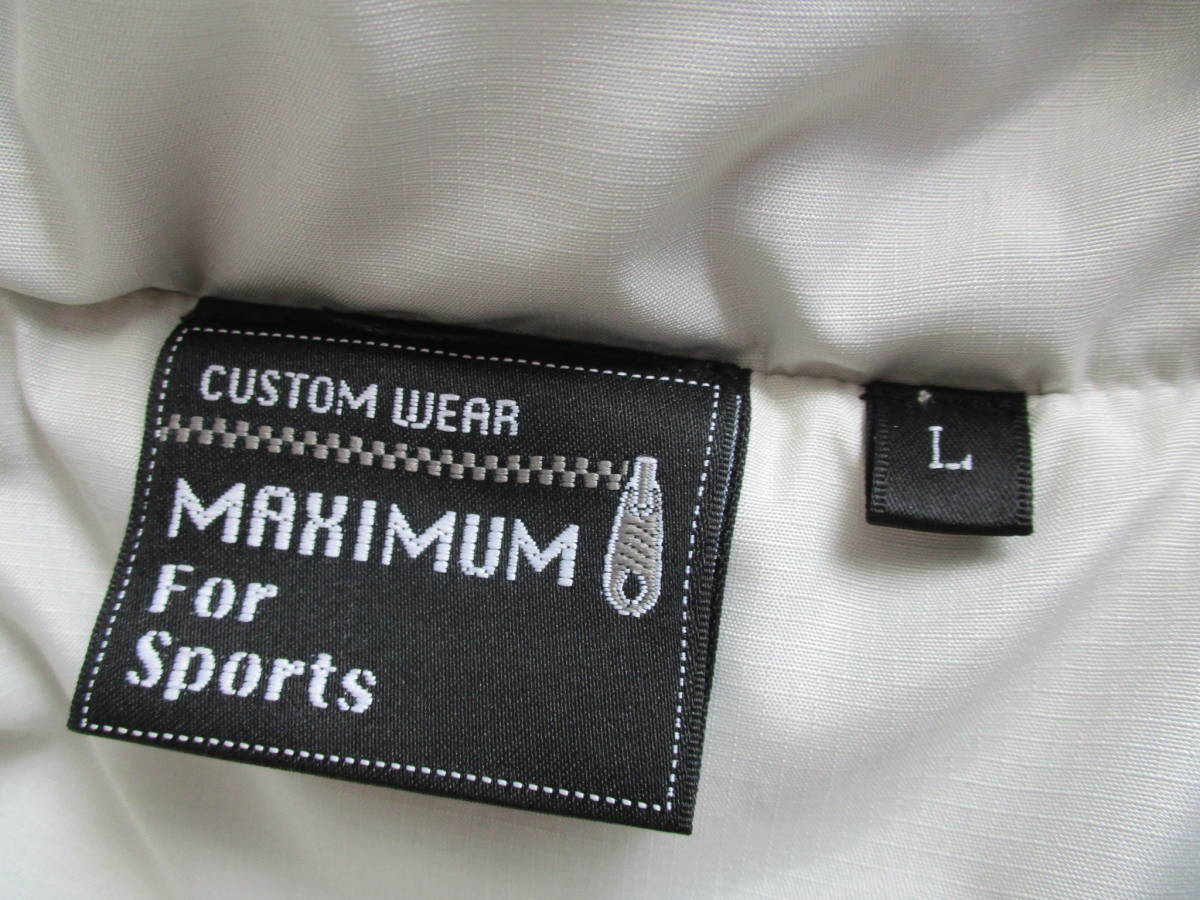 CUSTOM WEAR
MAXIMUM
For
Sports
L